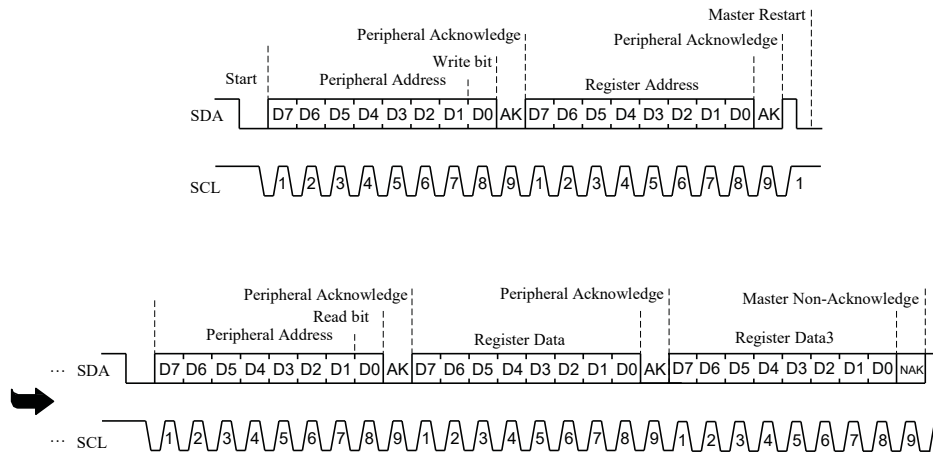 Master Restart
Peripheral Acknowledge Peripheral Acknowledge
Write bit
Start Peripheral Address Register Address
SDA D7 D6 D5 D4 D3 D2 D1 D0 AK D7 D6 D5 D4 D3 D2 D1 D0 AK
SCL 1 2 3 4 5 6 7 8 9 1 2 3 4 5 6 7 8 9 1
Peripheral Acknowledge Peripheral Acknowledge Master Non-Acknowledge
Read bit
Peripheral Address Register Data Register Data3
... SDA D7 D6 D5 D4 D3 D2 D1 D0 AK D7 D6 D5 D4 D3 D2 D1 D0 AK D7 D6 D5 D4 D3 D2 D1 D0 NAK
... SCL 1 2 3 4 5 6 7 8 9 1 2 3 4 5 6 7 8 9 1 2 3 4 5 6 7 8 9